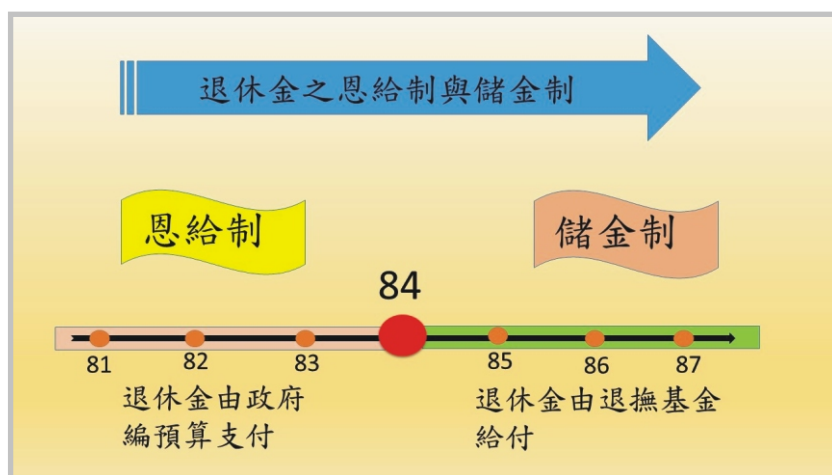 退休金之恩給制與儲金制
恩給制
儲金制
84
81
82
83
85
86
87
退休金由政府
編預算支付
退休金由退撫基金
給付